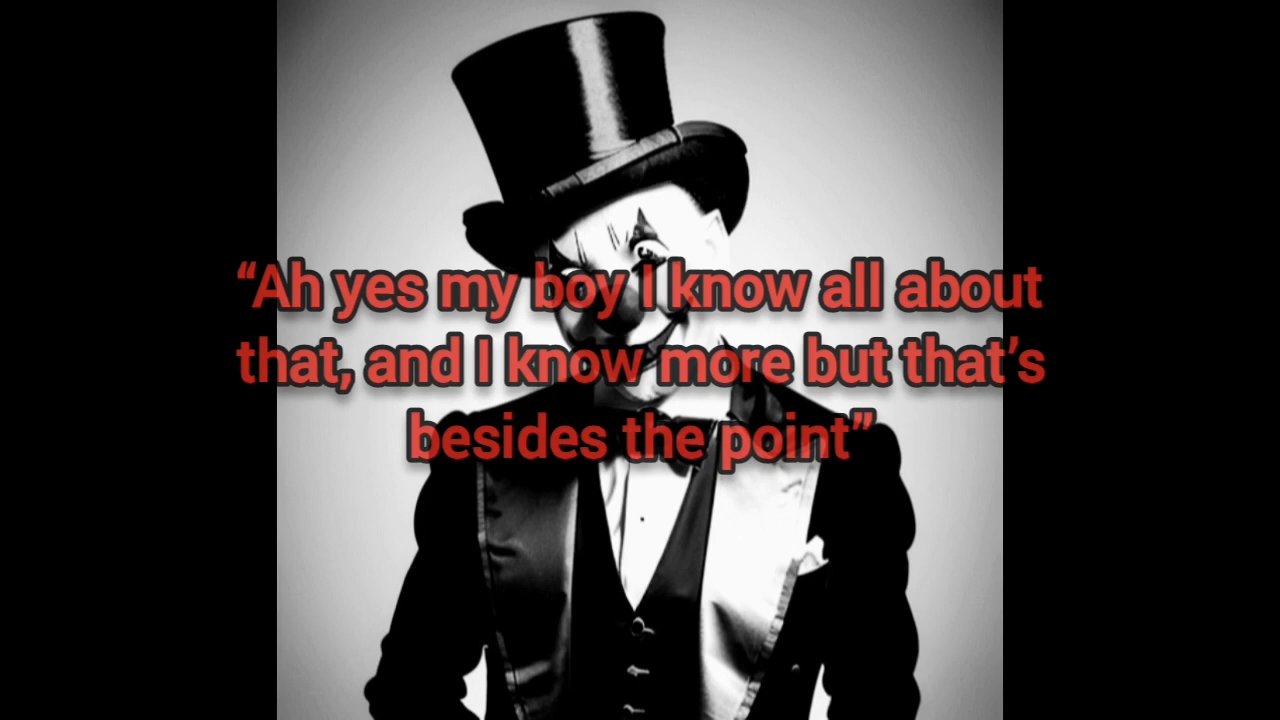 “Ah yes my boy I know all about
that, and I know more but that’s
besides the point”